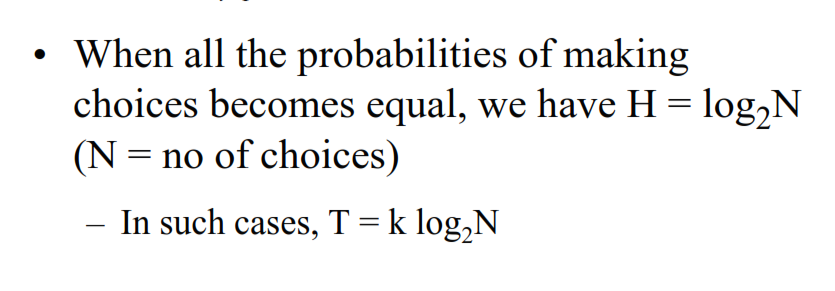 • When all the probabilities of making
choices becomes equal, we have H = log₂N
(N = no of choices)
– In such cases, T = k log₂N